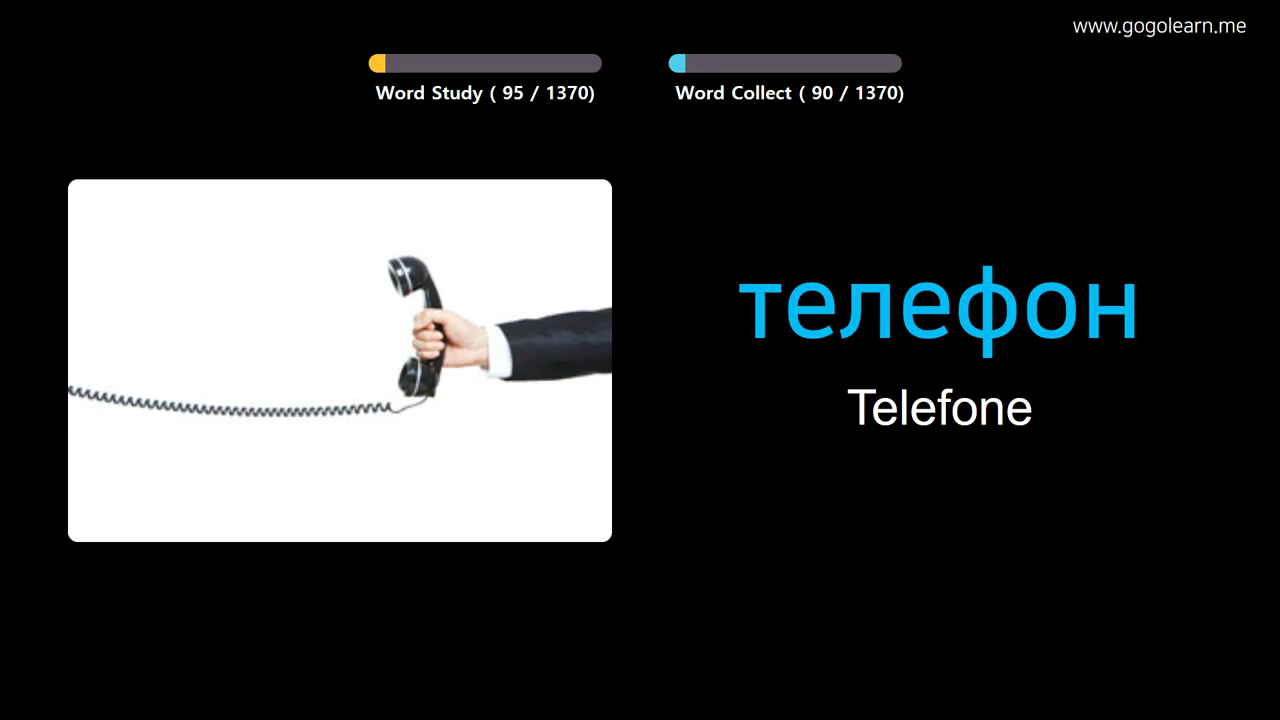 www.gogolearn.me
Word Study ( 95 / 1370)
Word Collect ( 90 / 1370)
телефон
Telefone